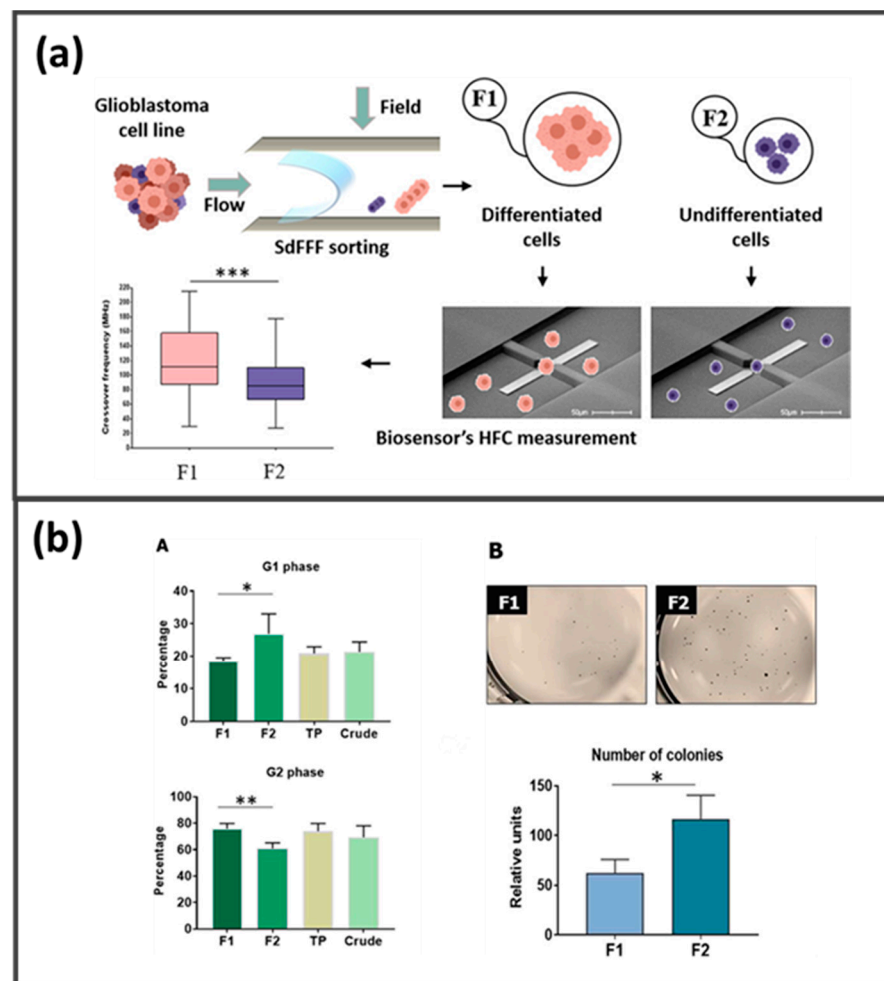 (a)
Glioblastoma
cell line
Flow
Field
SdFFF sorting
F1
Differentiated
cells
F2
Undifferentiated
cells
***
Crossover frequency (MHz)
220
200
180
160
140
120
100
80
60
40
20
0
F1
F2
50µm
50µm
Biosensor's HFC measurement
(b)
A
G1 phase
*
Percentage
40
30
20
10
0
F1
F2
TP
Crude
G2 phase
**
Percentage
100
80
60
40
20
0
F1
F2
TP
Crude
B
F1
F2
Number of colonies
*
Relative units
150
100
50
0
F1
F2